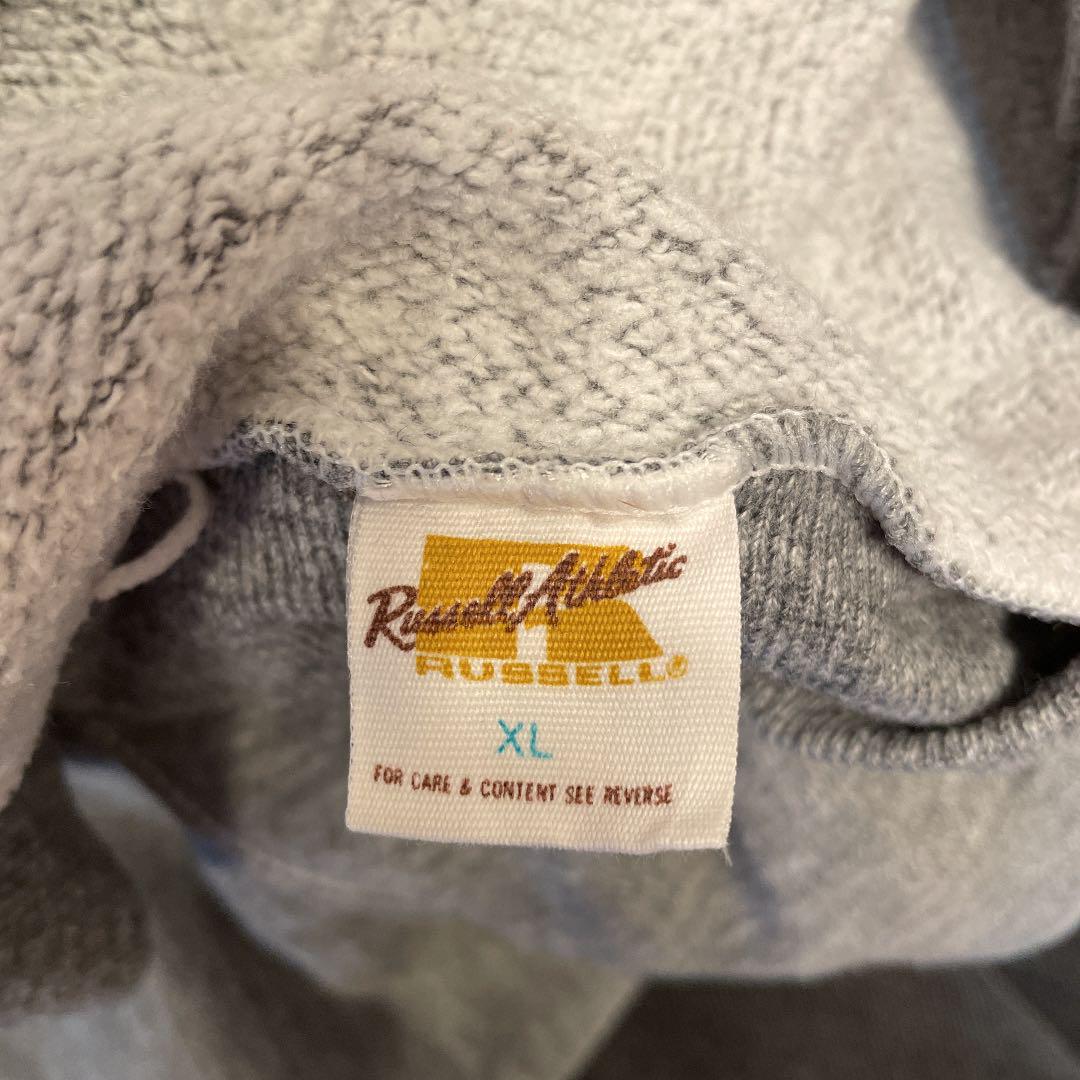 Russell Athletic
R
RUSSELL®
XL
FOR CARE & CONTENT SEE REVERSE